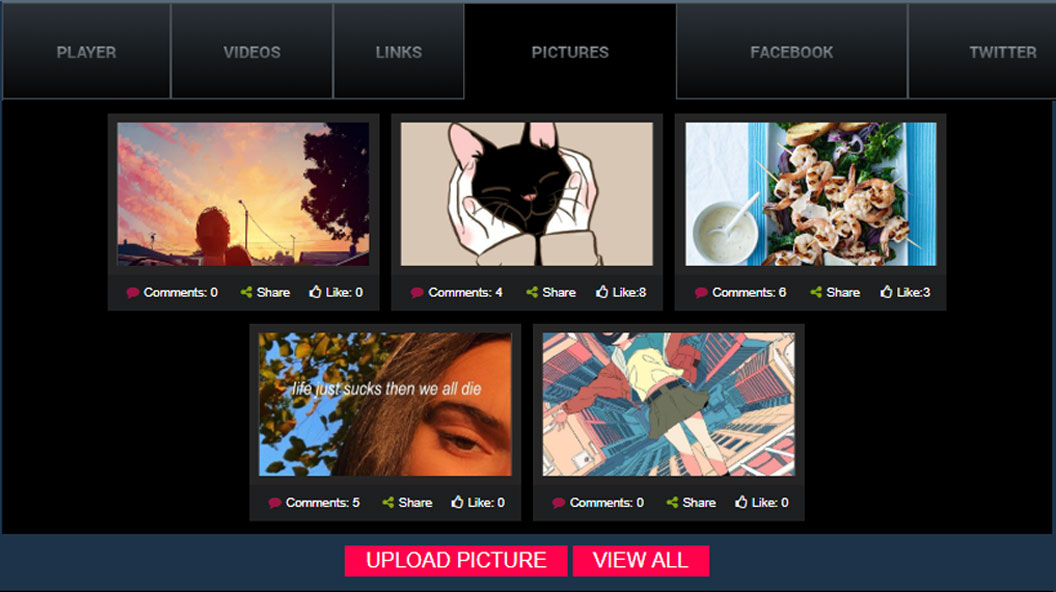 PLAYER VIDEOS LINKS PICTURES FACEBOOK TWITTER
Comments: 0 Share Like: 0 Comments: 4 Share Like:8 Comments: 6 Share Like:3
life just sucks then we all die
Comments: 5 Share Like: 0 Comments: 0 Share Like: 0
UPLOAD PICTURE VIEW ALL